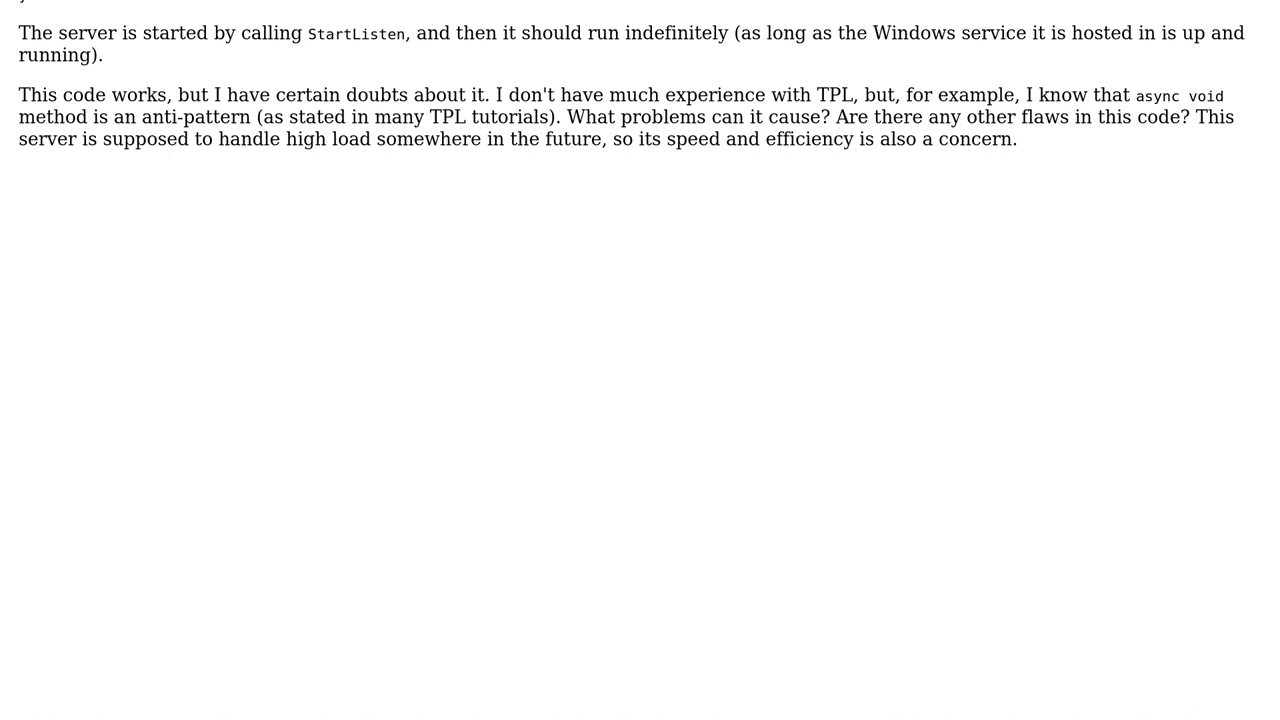 The server is started by calling StartListen, and then it should run indefinitely (as long as the Windows service it is hosted in is up and
running).
This code works, but I have certain doubts about it. I don't have much experience with TPL, but, for example, I know that async void
method is an anti-pattern (as stated in many TPL tutorials). What problems can it cause? Are there any other flaws in this code? This
server is supposed to handle high load somewhere in the future, so its speed and efficiency is also a concern.